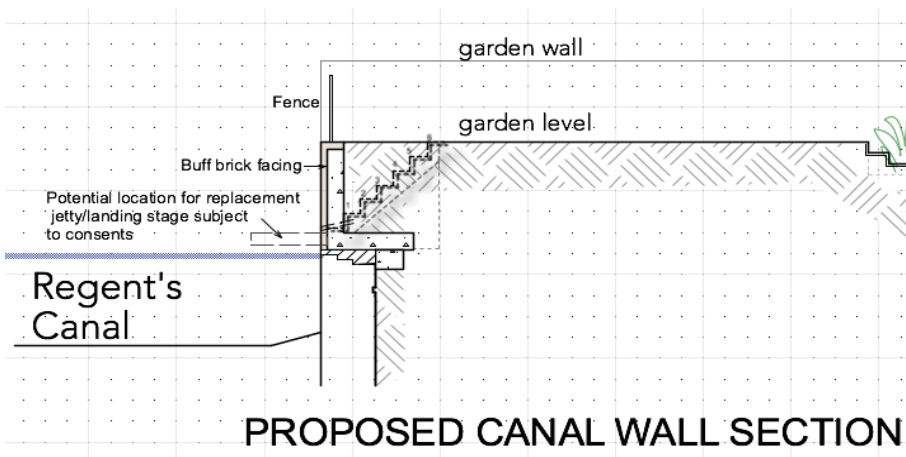 garden wall
Fence
garden level
Buff brick facing
Potential location for replacement
jetty/landing stage subject
to consents
Regent's
Canal
PROPOSED CANAL WALL SECTION